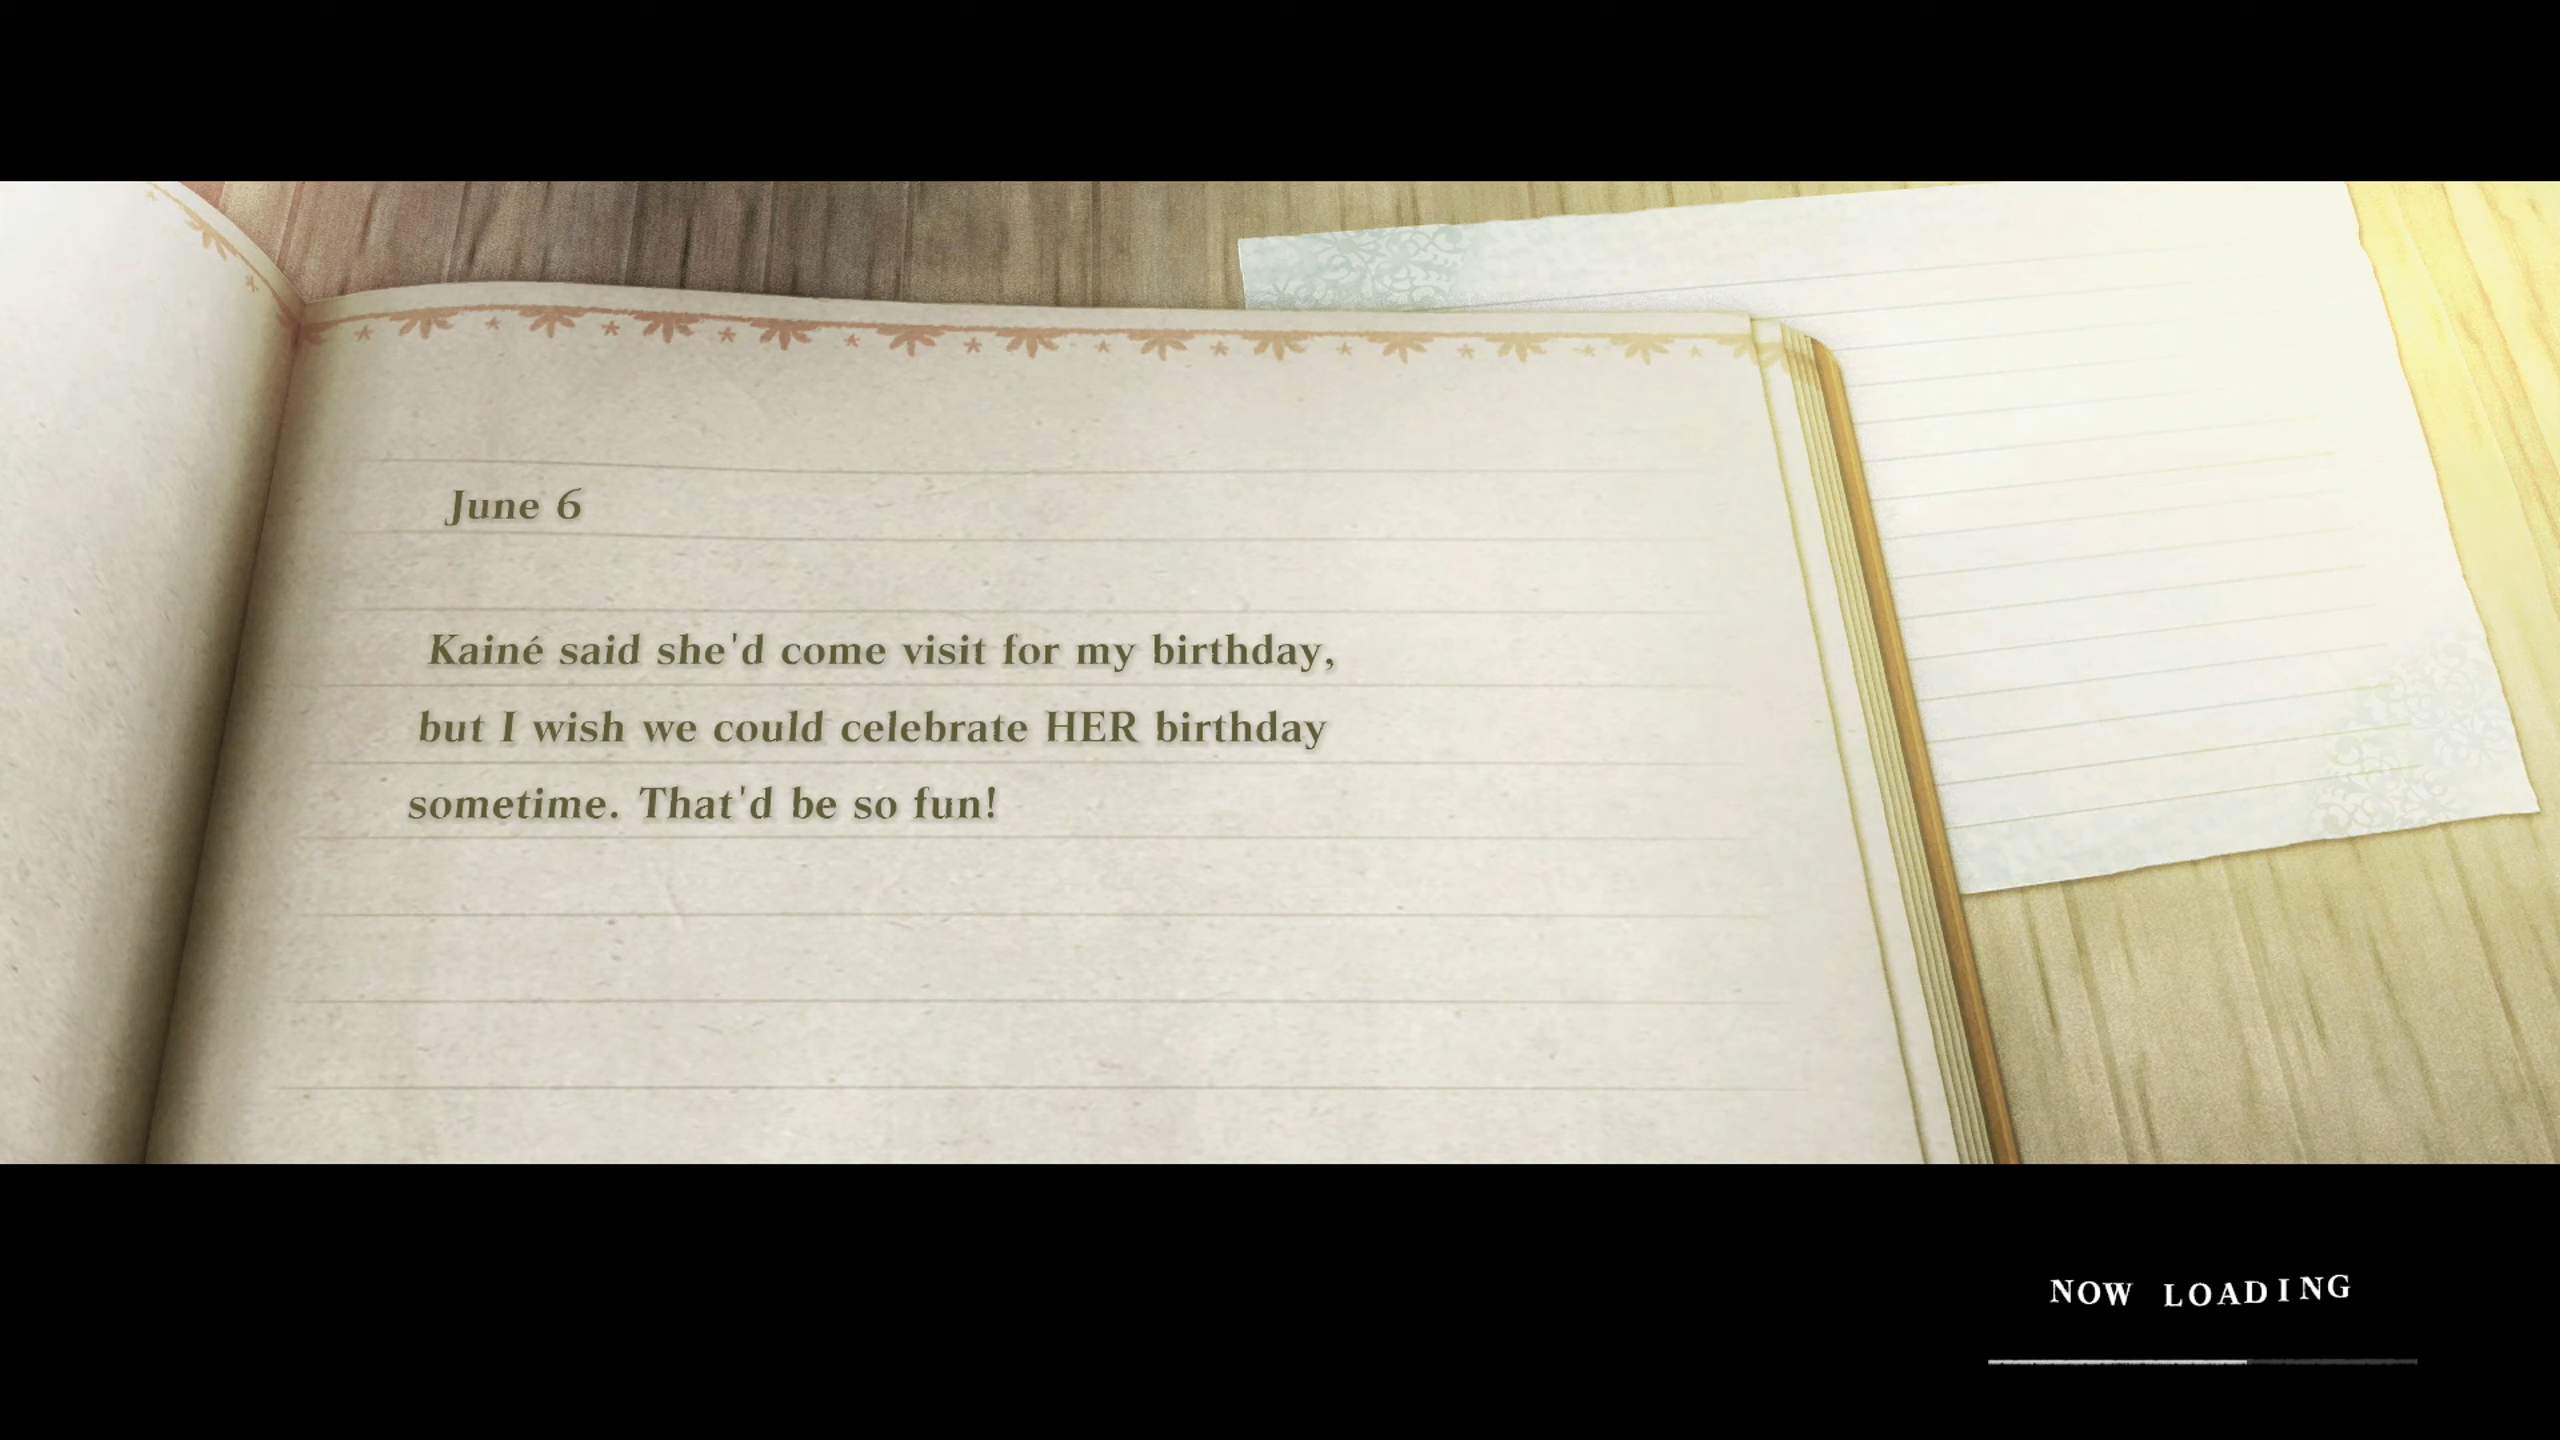 June 6
Kainé said she'd come visit for my birthday,
but I wish we could celebrate HER birthday
sometime. That'd be so fun!
NOW LOADING